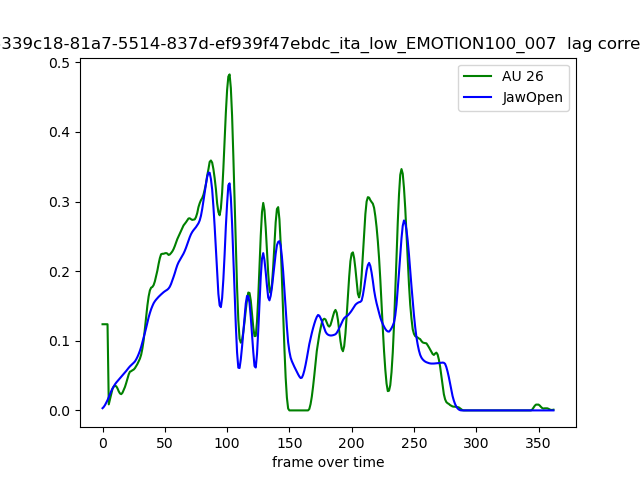 339c18-81a7-5514-837d-ef939f47ebdc_ita_low_EMOTION100_007 lag corre
AU 26
JawOpen
0.5
0.4
0.3
0.2
0.1
0.0
0 50 100 150 200 250 300 350
frame over time